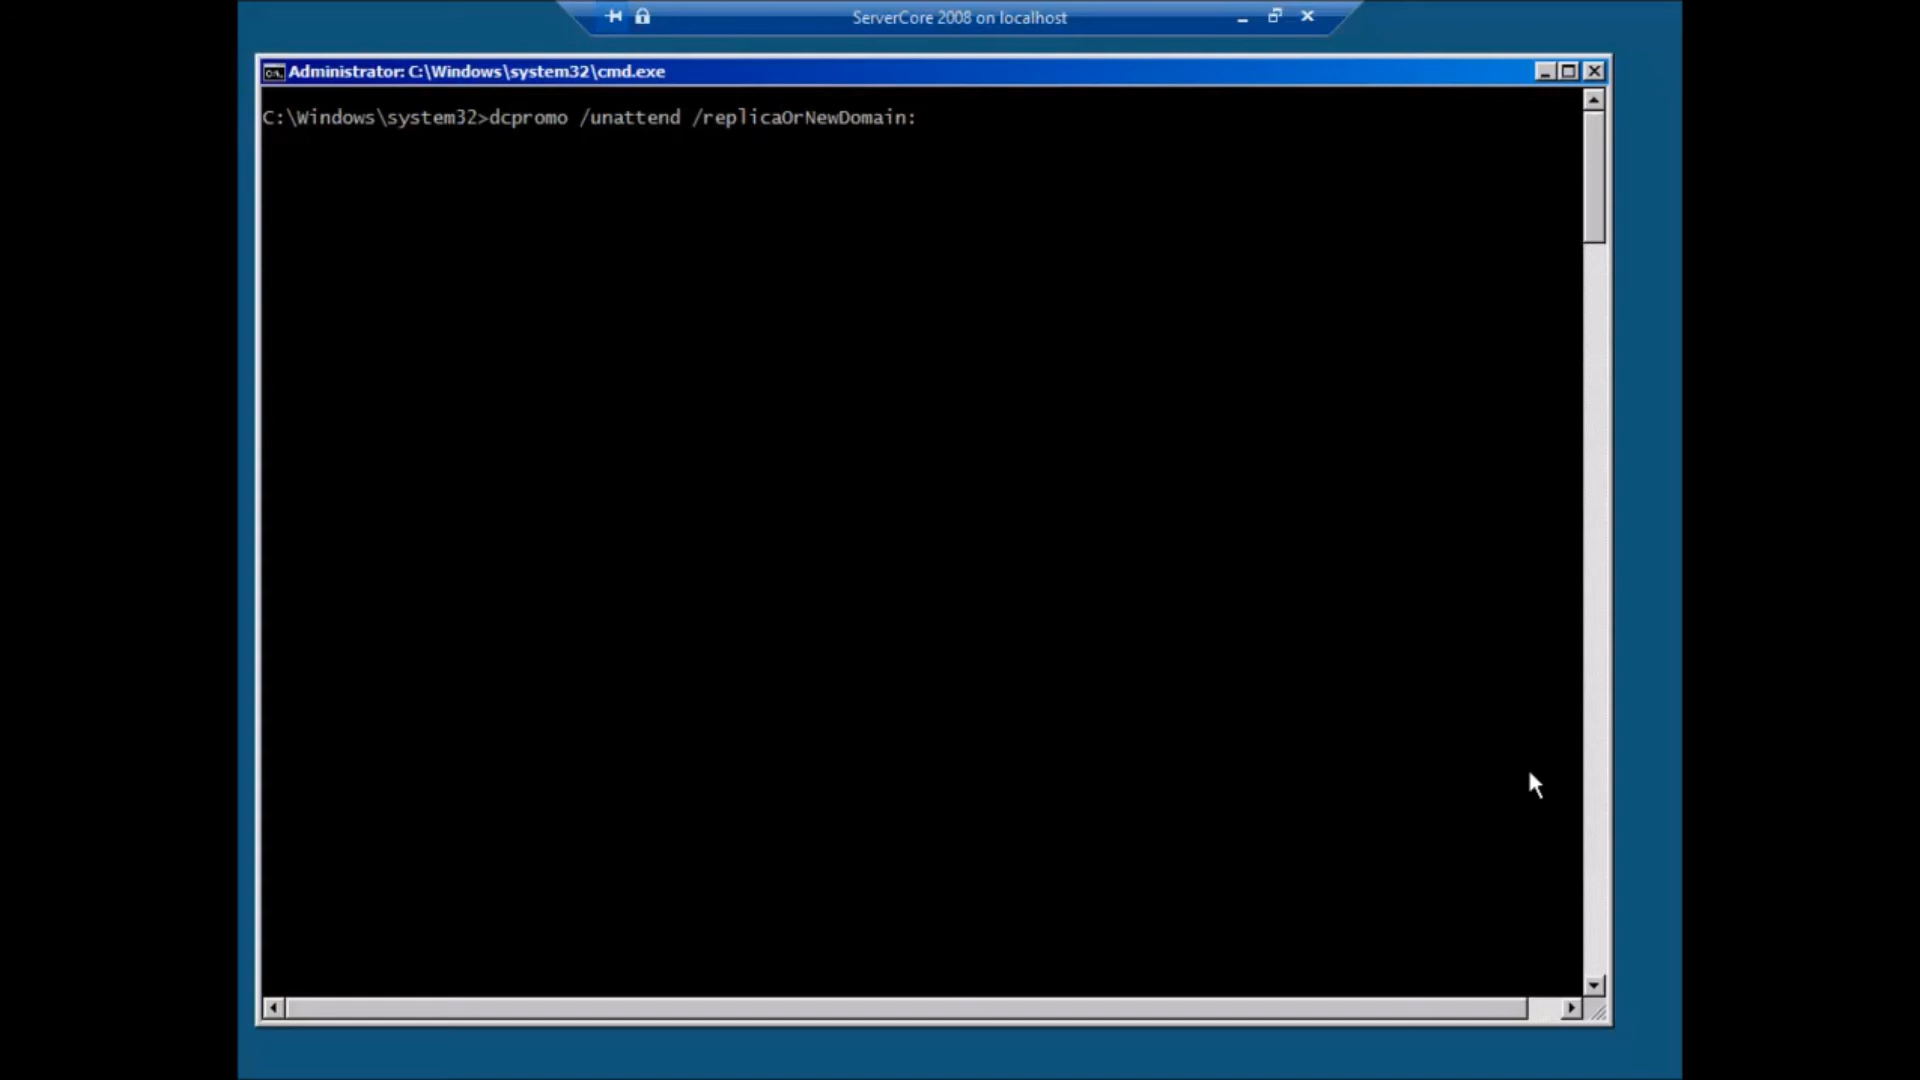 ServerCore 2008 on localhost
Administrator: C:\Windows\system32\cmd.exe
C:\Windows\system32>dcpromo /unattend /replicaOrNewDomain: